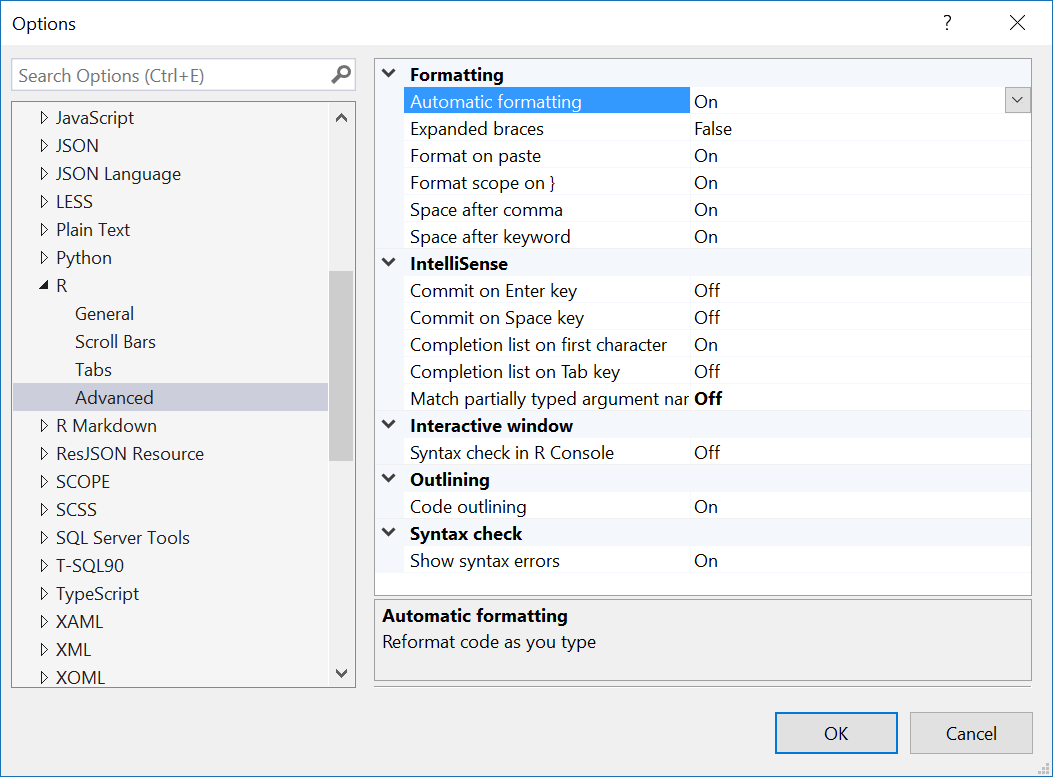 Options
?
Search Options (Ctrl+E)
JavaScript
JSON
JSON Language
LESS
Plain Text
Python
R
General
Scroll Bars
Tabs
Advanced
R Markdown
ResJSON Resource
SCOPE
SCSS
SQL Server Tools
T-SQL90
TypeScript
XAML
XML
XOML
Formatting
Automatic formatting On
Expanded braces False
Format on paste On
Format scope on } On
Space after comma On
Space after keyword On
IntelliSense
Commit on Enter key Off
Commit on Space key Off
Completion list on first character On
Completion list on Tab key Off
Match partially typed argument nar Off
Interactive window
Syntax check in R Console Off
Outlining
Code outlining On
Syntax check
Show syntax errors On
Automatic formatting
Reformat code as you type
OK Cancel